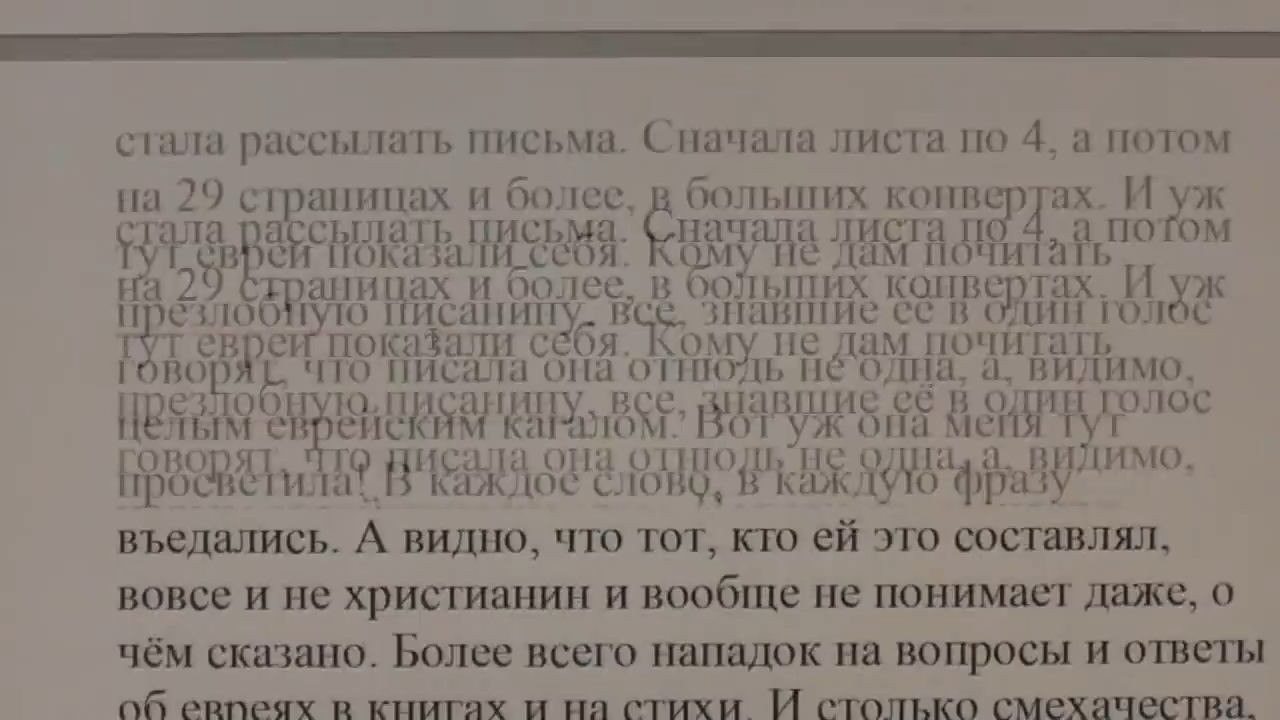 стала рассылать письма. Сначала листа по 4, а потом
на 29 страницах и более, в больших конвертах. И уж
стала рассылать письма. Сначала листа по 4, а потом
тут евреи показали себя. Кому не дам почитать
на 29 страницах и более, в больших конвертах. И уж
презлобную писанину, все, знавшие её в один голос
тут евреи показали себя. Кому не дам почитать
говорят, что писала она отнюдь не одна, а, видимо,
презлобную писанину, все, знавшие её в один голос
целым еврейским кагалом. Вот уж она меня тут
говорят, что писала она отнюдь не одна, а, видимо,
просветила! В каждое слово, в каждую фразу
въедались. А видно, что тот, кто ей это составлял,
вовсе и не христианин и вообще не понимает даже, о
чём сказано. Более всего нападок на вопросы и ответы
об евреях в книгах и на стихи. И столько смехачества,